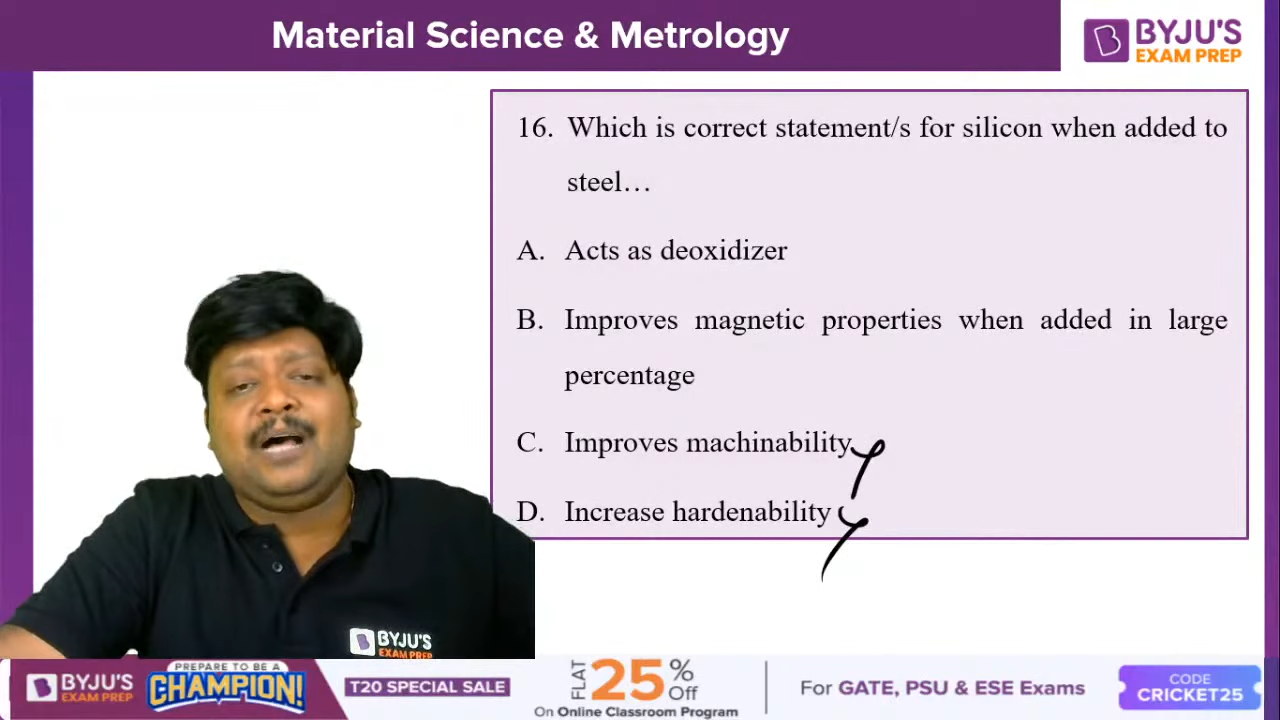 Material Science & Metrology
BYJU'S
EXAM PREP
16. Which is correct statement/s for silicon when added to
steel…
A. Acts as deoxidizer
B. Improves magnetic properties when added in large
percentage
C. Improves machinability
D. Increase hardenability
BYJU'S
EXAM PREP
BYJU'S
EXAM PREP
PREPARE TO BE A
CHAMPION!
T20 SPECIAL SALE
FLAT 25% Off
On Online Classroom Program
For GATE, PSU & ESE Exams
CODE
CRICKET25